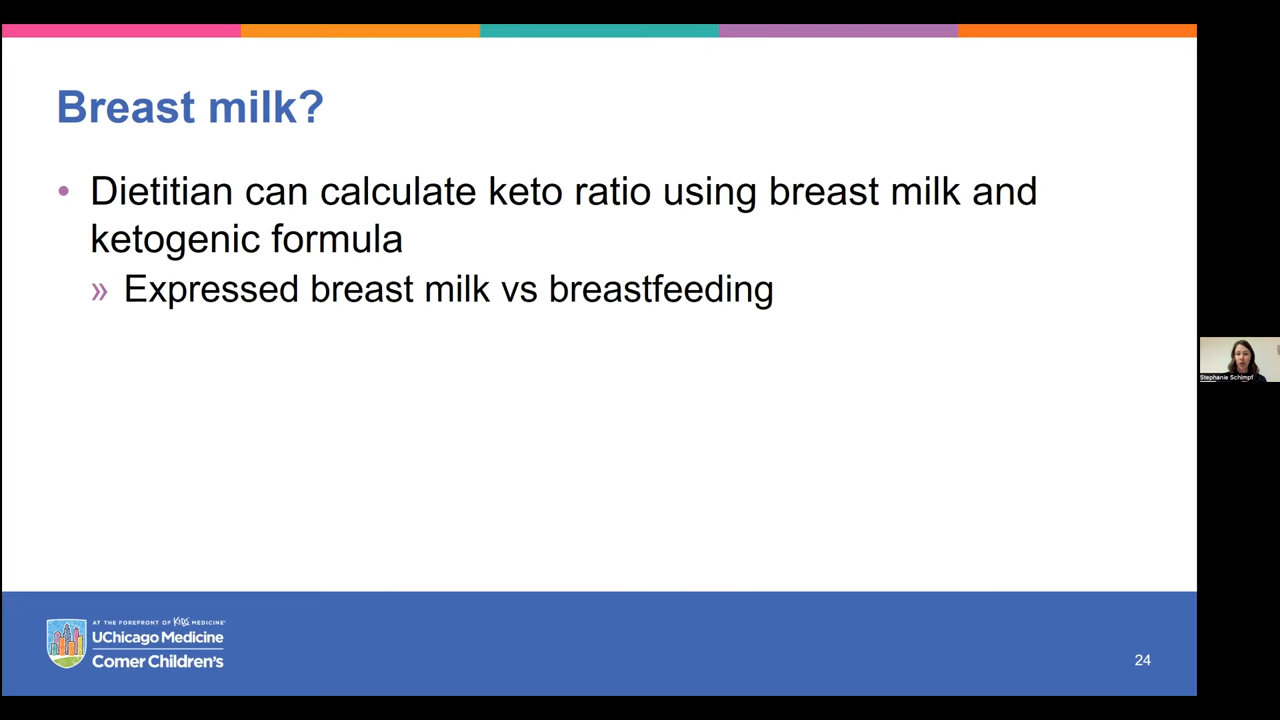 Breast milk?
• Dietitian can calculate keto ratio using breast milk and
ketogenic formula
» Expressed breast milk vs breastfeeding
Stephanie Schimpf
AT THE FOREFRONT OF KIDS MEDICINE®
UChicago Medicine
Comer Children's
24